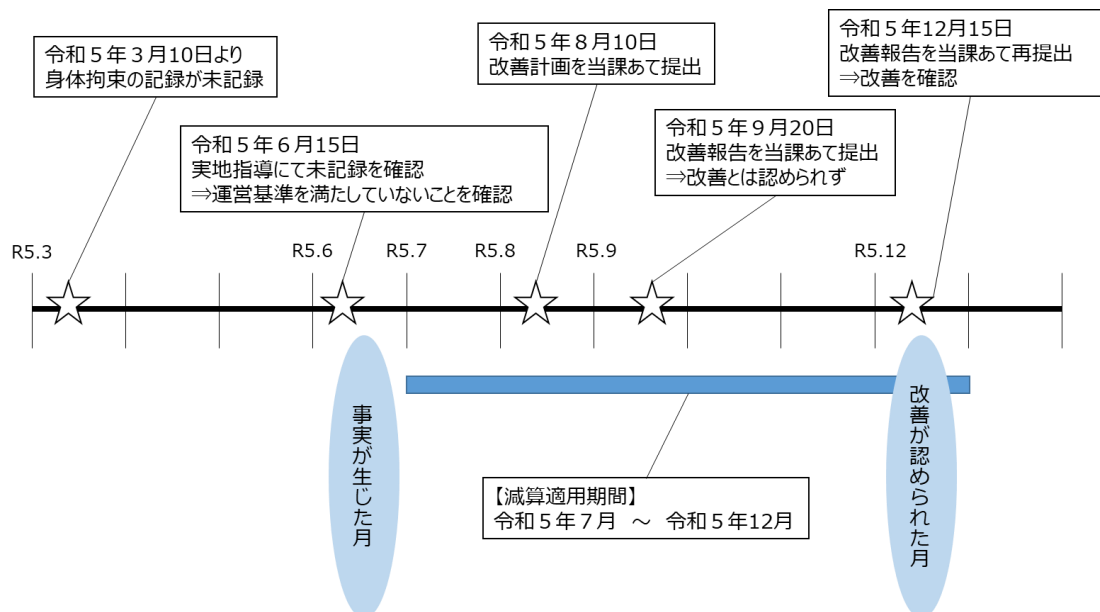 令和５年３月10日より
身体拘束の記録が未記録
令和５年６月15日
実地指導にて未記録を確認
⇒運営基準を満たしていないことを確認
令和５年８月10日
改善計画を当課あて提出
令和５年９月20日
改善報告を当課あて提出
⇒改善とは認められず
令和５年12月15日
改善報告を当課あて再提出
⇒改善を確認
R5.3
R5.6
R5.7
R5.8
R5.9
R5.12
事実が生じた月
【減算適用期間】
令和５年７月　～　令和５年12月
改善が認められた月